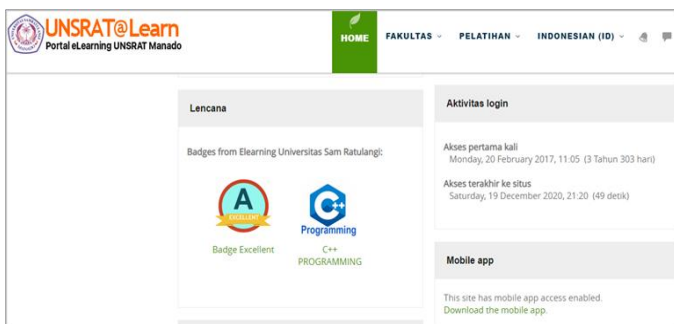 UNSRAT@Learn
Portal eLearning UNSRAT Manado
HOME
FAKULTAS
PELATIHAN
INDONESIAN (ID)
Lencana
Badges from Elearning Universitas Sam Ratulangi:
A
EXCELLENT
Badge Excellent
C++
Programming
C++
PROGRAMMING
Aktivitas login
Akses pertama kali
Monday, 20 February 2017, 11:05 (3 Tahun 303 hari)
Akses terakhir ke situs
Saturday, 19 December 2020, 21:20 (49 detik)
Mobile app
This site has mobile app access enabled.
Download the mobile app.